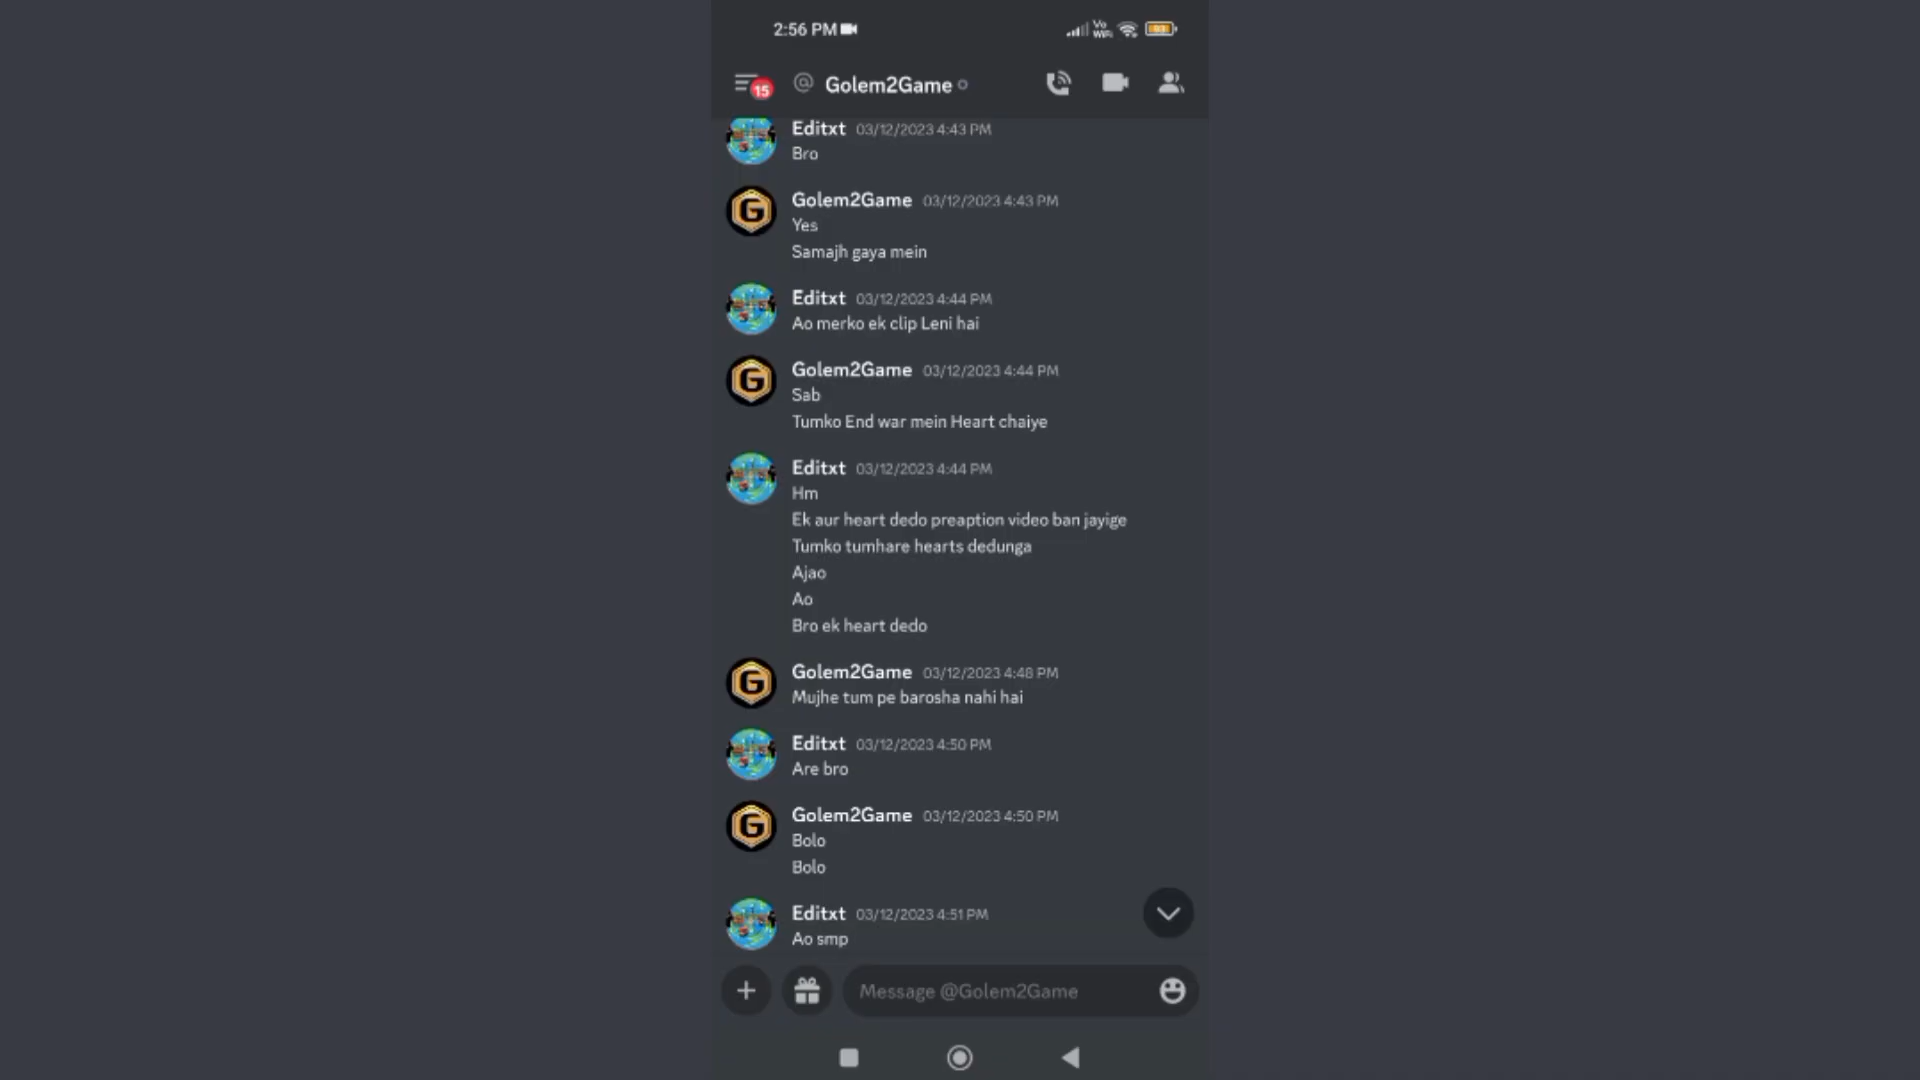 2:56 PM
Vo
WiFi
15
Golem2Game
Editxt 03/12/2023 4:43 PM
Bro
Golem2Game 03/12/2023 4:43 PM
Yes
Samajh gaya mein
Editxt 03/12/2023 4:44 PM
Ao merko ek clip Leni hai
Golem2Game 03/12/2023 4:44 PM
Sab
Tumko End war mein Heart chaiye
Editxt 03/12/2023 4:44 PM
Hm
Ek aur heart dedo preaption video ban jayige
Tumko tumhare hearts dedunga
Ajao
Ao
Bro ek heart dedo
Golem2Game 03/12/2023 4:48 PM
Mujhe tum pe barosha nahi hai
Editxt 03/12/2023 4:50 PM
Are bro
Golem2Game 03/12/2023 4:50 PM
Bolo
Bolo
Editxt 03/12/2023 4:51 PM
Ao smp
Message @Golem2Game